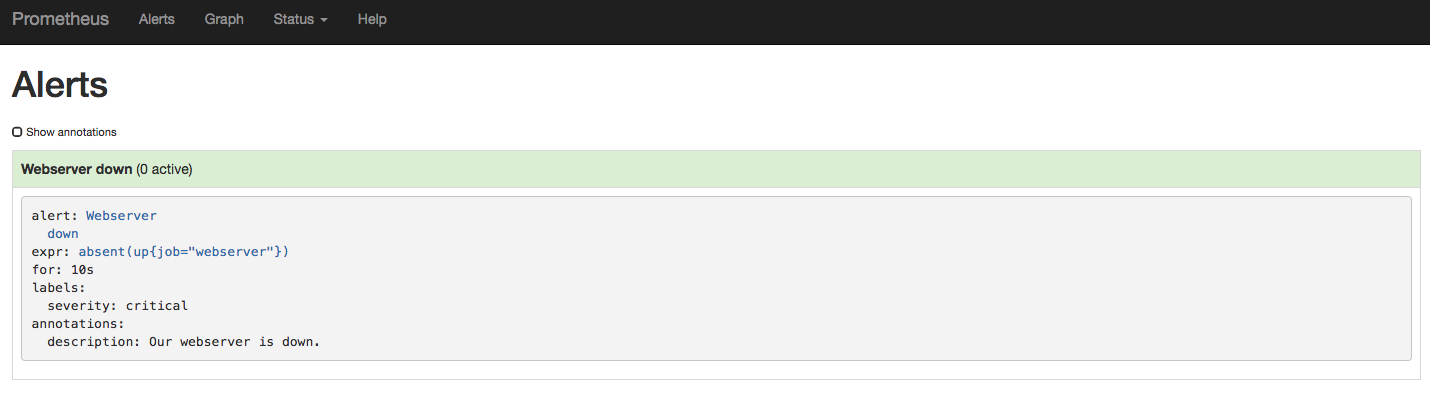 Prometheus Alerts Graph Status Help
Alerts
Show annotations
Webserver down (0 active)
alert: Webserver
  down
expr: absent(up{job="webserver"})
for: 10s
labels:
  severity: critical
annotations:
  description: Our webserver is down.